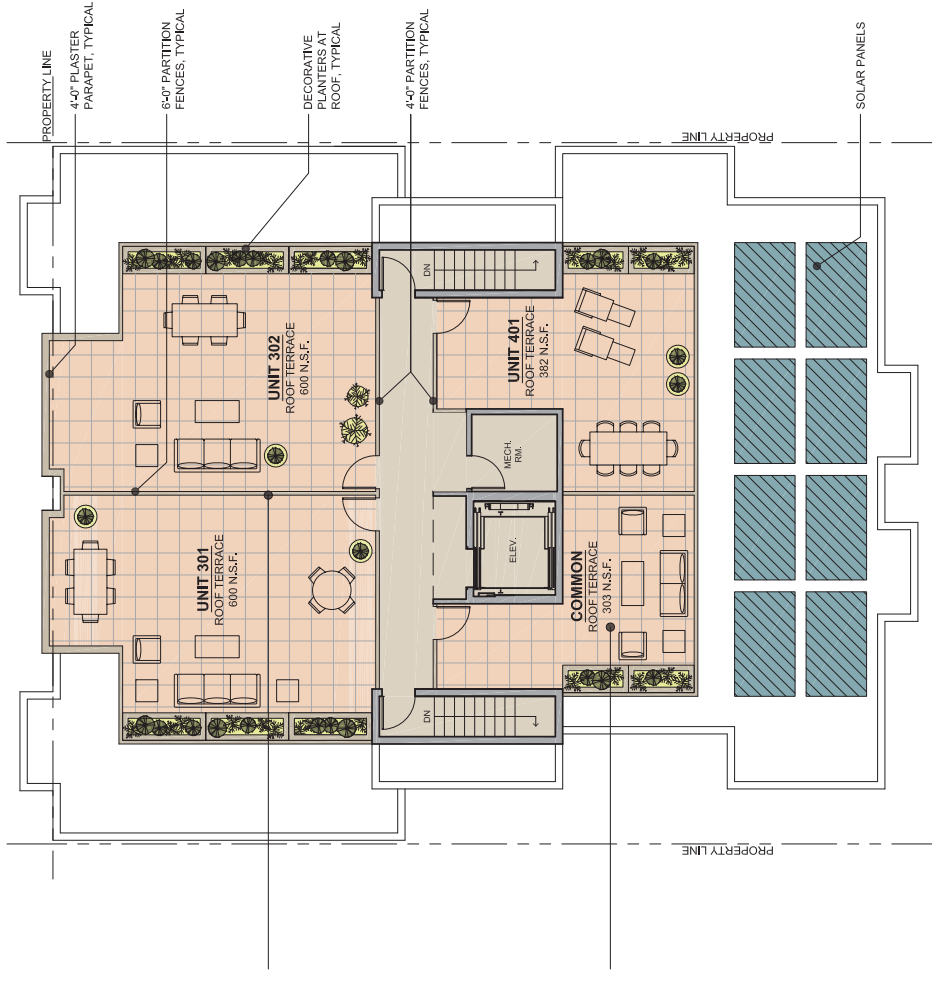 PROPERTY LINE
4'-0" PLASTER
PARAPET, TYPICAL
6'-0" PARTITION
FENCES, TYPICAL
DECORATIVE
PLANTERS AT
ROOF, TYPICAL
4'-0" PARTITION
FENCES, TYPICAL
SOLAR PANELS
PROPERTY LINE
DN
UNIT 302
ROOF TERRACE
600 N.S.F.
UNIT 401
ROOF TERRACE
382 N.S.F.
MECH.
RM.
ELEV.
UNIT 301
ROOF TERRACE
600 N.S.F.
COMMON
ROOF TERRACE
303 N.S.F.
DN
PROPERTY LINE